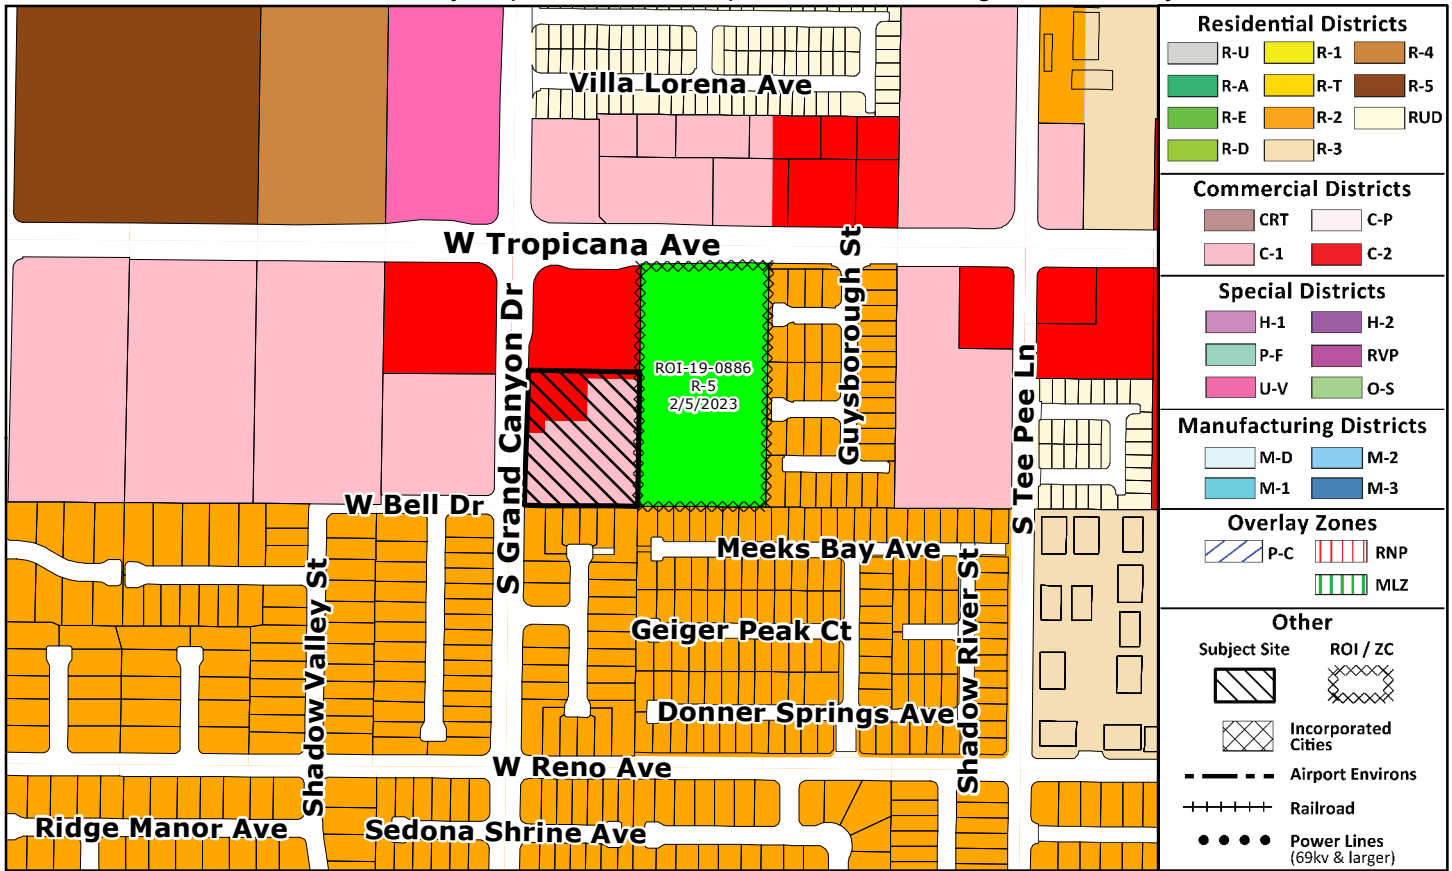 Villa Lorena Ave
W Tropicana Ave
S Grand Canyon Dr
ROI-19-0886
R-5
2/5/2023
Guysborough St
S Tee Pee Ln
W Bell Dr
Meeks Bay Ave
Shadow Valley St
Geiger Peak Ct
Shadow River St
Donner Springs Ave
W Reno Ave
Ridge Manor Ave
Sedona Shrine Ave
Residential Districts
R-U R-1 R-4
R-A R-T R-5
R-E R-2 RUD
R-D R-3
Commercial Districts
CRT C-P
C-1 C-2
Special Districts
H-1 H-2
P-F RVP
U-V O-S
Manufacturing Districts
M-D M-2
M-1 M-3
Overlay Zones
P-C RNP
MLZ
Other
Subject Site ROI / ZC
Incorporated
Cities
Airport Environs
Railroad
Power Lines
(69kv & larger)